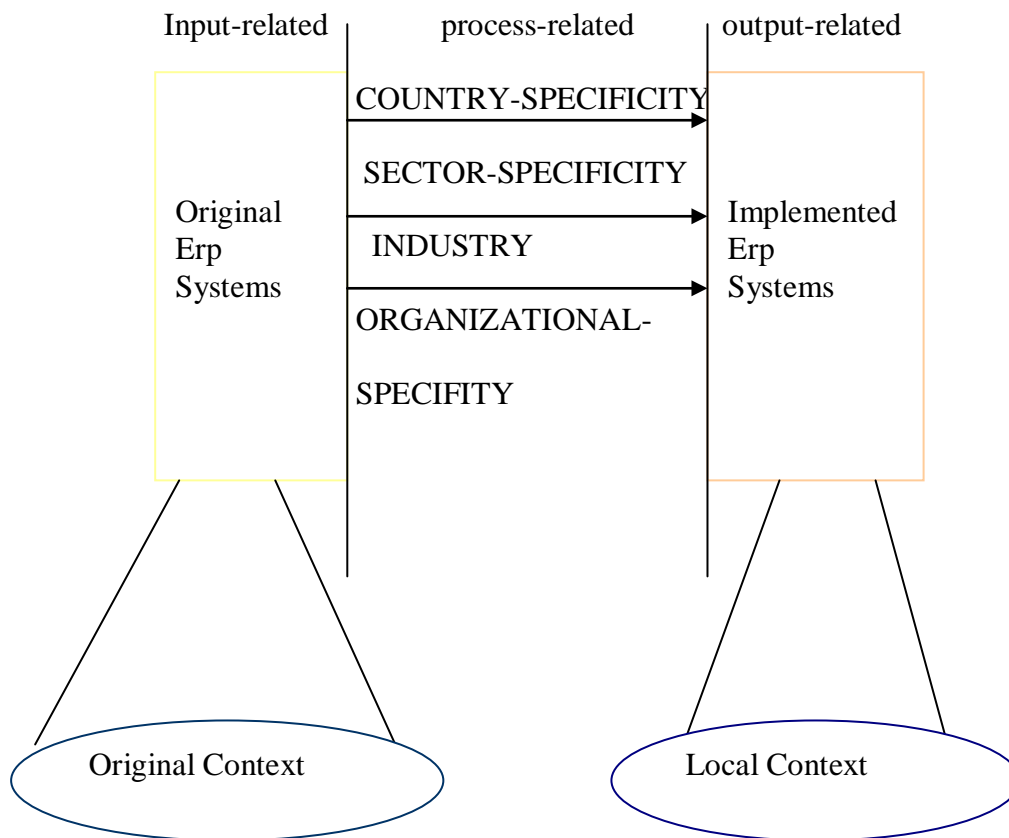 Input-related
process-related
output-related
COUNTRY-SPECIFICITY
SECTOR-SPECIFICITY
Original
Erp
Systems
INDUSTRY
ORGANIZATIONAL-
SPECIFITY
Implemented
Erp
Systems
Original Context
Local Context